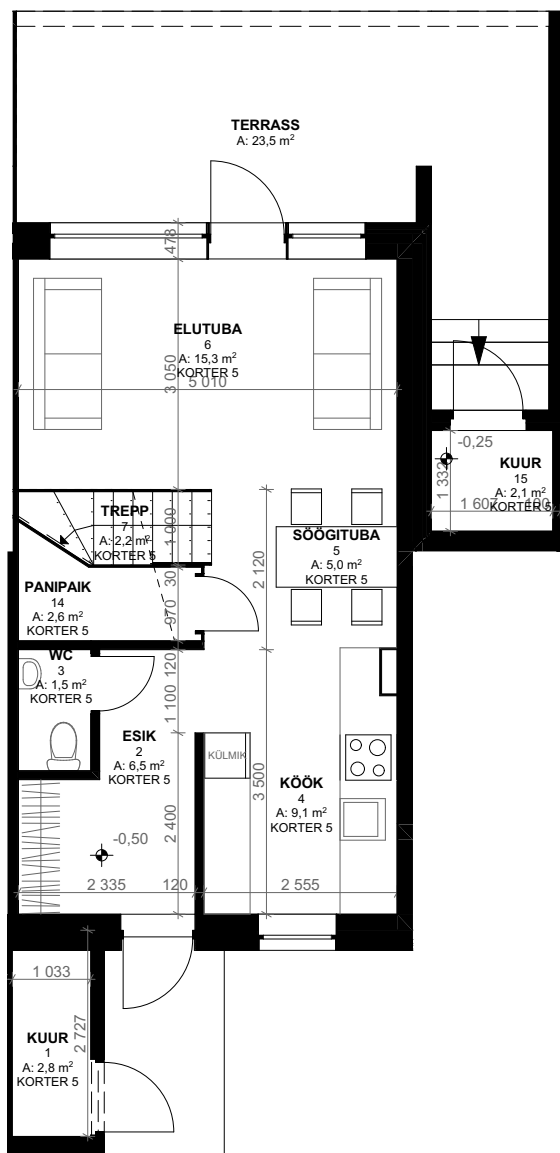 TERRASS
A: 23,5 m²
478
ELUTUBA
6
A: 15,3 m²
KORTER 5
3 050
5 010
-0,25
KUUR
15
A: 2,1 m²
KORTER 5
1 332
1 607
100
TREPP
7
A: 2,2 m²
KORTER 5
1 000
SÖÖGITUBA
5
A: 5,0 m²
KORTER 5
2 120
30
PANIPAIK
14
A: 2,6 m²
KORTER 5
970
WC
3
A: 1,5 m²
KORTER 5
120
1 100
ESIK
2
A: 6,5 m²
KORTER 5
KÜLMIK
KÖÖK
4
A: 9,1 m²
KORTER 5
3 500
2 400
-0,50
2 335
120
2 555
1 033
2 727
KUUR
1
A: 2,8 m²
KORTER 5